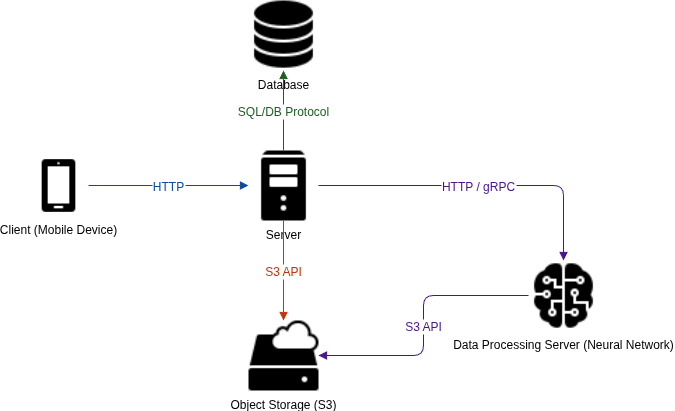 Database
SQL/DB Protocol
HTTP
HTTP / gRPC
Client (Mobile Device)
Server
S3 API
S3 API
Data Processing Server (Neural Network)
Object Storage (S3)